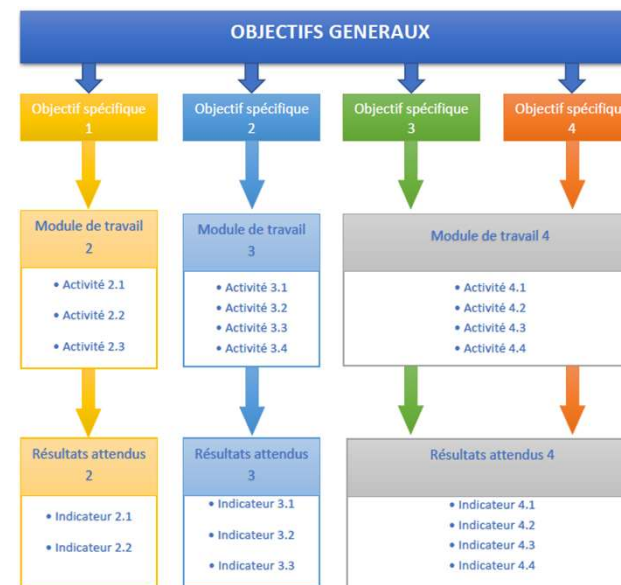 OBJECTIFS GENERAUX
Objectif spécifique
1
Objectif spécifique
2
Objectif spécifique
3
Objectif spécifiqu
4
Module de travail
2
• Activité 2.1
• Activité 2.2
• Activité 2.3
Module de travail
3
• Activité 3.1
• Activité 3.2
• Activité 3.3
• Activité 3.4
Module de travail 4
• Activité 4.1
• Activité 4.2
• Activité 4.3
• Activité 4.4
Résultats attendus
2
• Indicateur 2.1
• Indicateur 2.2
Résultats attendus
3
• Indicateur 3.1
• Indicateur 3.2
• Indicateur 3.3
Résultats attendus 4
• Indicateur 4.1
• Indicateur 4.2
• Indicateur 4.3
• Indicateur 4.4